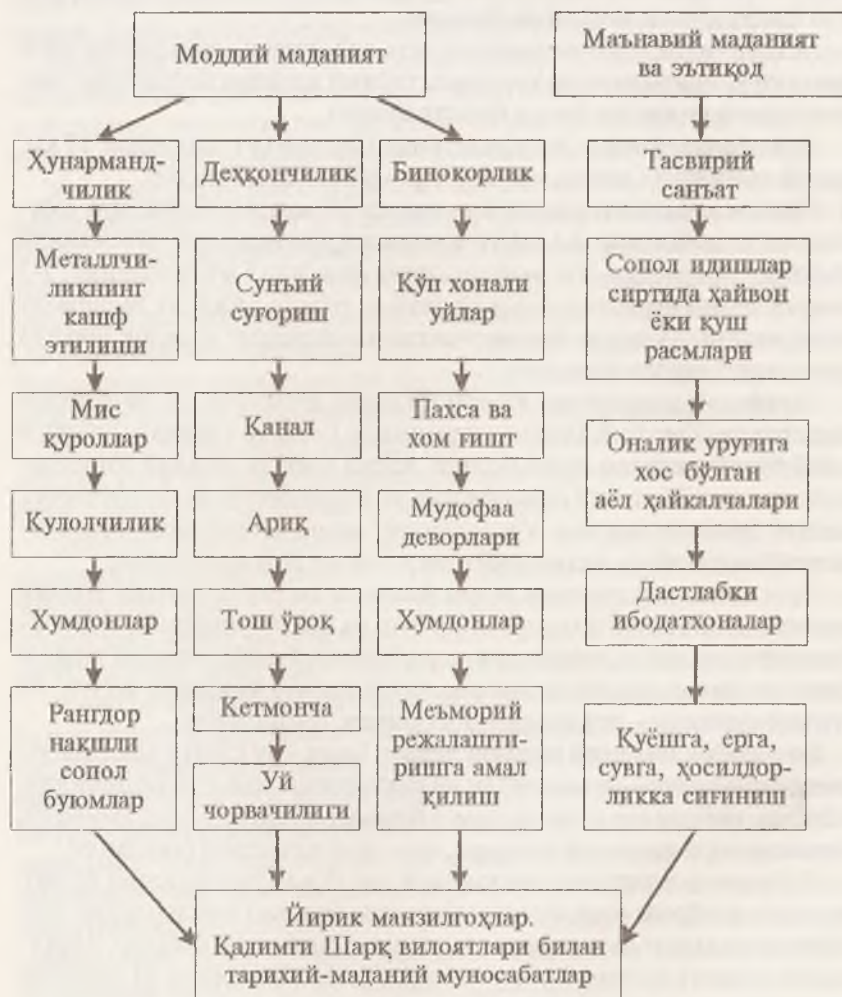 Моддий маданият
Маънавий маданият
ва эътиқод
Ҳунарманд-
чилик
Деҳқончилик
Бинокорлик
Тасвирий
санъат
Металлчи-
ликнинг
кашф
этилиши
Сунъий
суғориш
Кўп хонали
уйлар
Сопол идишлар
сиртида ҳайвон
ёки қуш
расмлари
Мис
қуроллар
Канал
Пахса ва
хом ғишт
Оналик уруғига
хос бўлган
аёл ҳайкалчалари
Кулолчилик
Ариқ
Мудофаа
деворлари
Хумдонлар
Тош ўроқ
Хумдонлар
Дастлабки
ибодатхоналар
Рангдор
нақшли
сопол
буюмлар
Кетмонча
Уй
чорвачилиги
Меъморий
режалашти-
ришга амал
қилиш
Қуёшга, ерга,
сувга, ҳосилдор-
ликка сиғиниш
Йирик манзилгоҳлар.
Қадимги Шарқ вилоятлари билан
тарихий-маданий муносабатлар